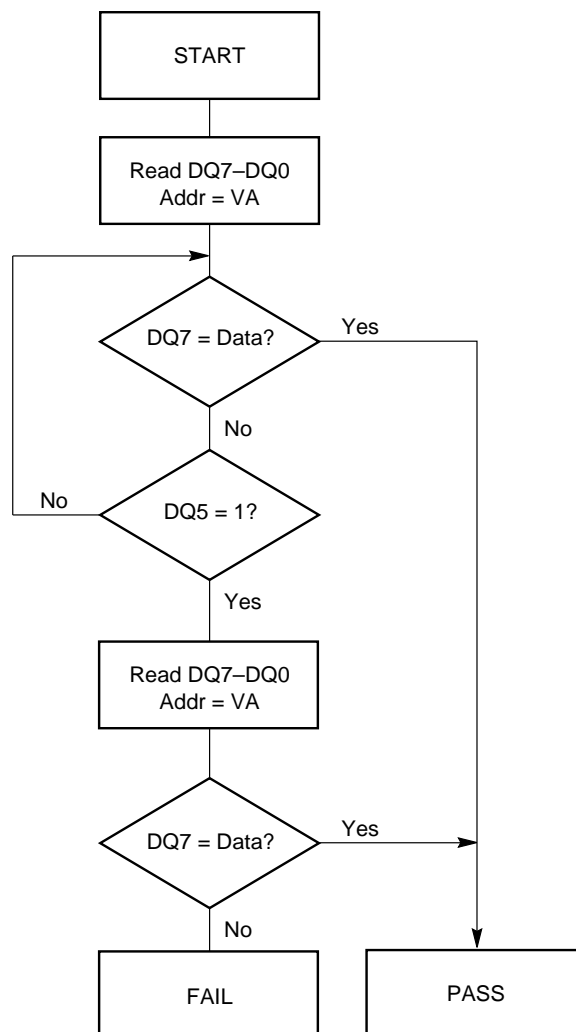 START
Read DQ7–DQ0
Addr = VA
DQ7 = Data?
Yes
No
No
DQ5 = 1?
Yes
Read DQ7–DQ0
Addr = VA
DQ7 = Data?
Yes
No
FAIL
PASS